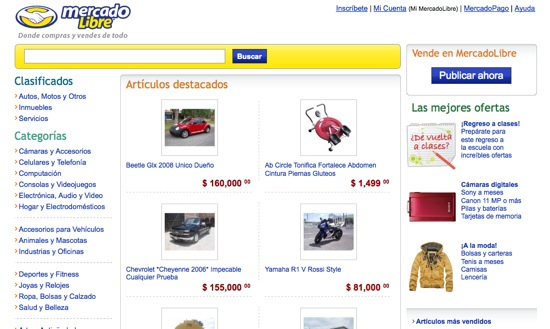 mercado
Libre
Donde compras y vendes de todo
Inscríbete | Mi Cuenta (Mi MercadoLibre) | MercadoPago | Ayuda
Buscar
Vende en MercadoLibre
Publicar ahora
Clasificados
Autos, Motos y Otros
Inmuebles
Servicios
Categorías
Cámaras y Accesorios
Celulares y Telefonía
Computación
Consolas y Videojuegos
Electrónica, Audio y Video
Hogar y Electrodomésticos
Accesorios para Vehículos
Animales y Mascotas
Industrias y Oficinas
Deportes y Fitness
Joyas y Relojes
Ropa, Bolsas y Calzado
Salud y Belleza
Artículos destacados
Beetle Glx 2008 Unico Dueño
$ 160,000 00
Ab Circle Tonifica Fortalece Abdomen
Cintura Piernas Gluteos
$ 1,499 00
Chevrolet *Cheyenne 2006* Impecable
Cualquier Prueba
$ 155,000 00
Yamaha R1 V Rossi Style
$ 81,000 00
Las mejores ofertas
¿De vuelta
a clases?
¡Regreso a clases!
Prepárate para
este regreso a
la escuela con
increíbles ofertas
Cámaras digitales
Sony a meses
Canon 11 MP o más
Pilas y baterías
Tarjetas de memoria
¡A la moda!
Bolsas y carteras
Tenis a meses
Camisas
Lencería
Artículos más vendidos